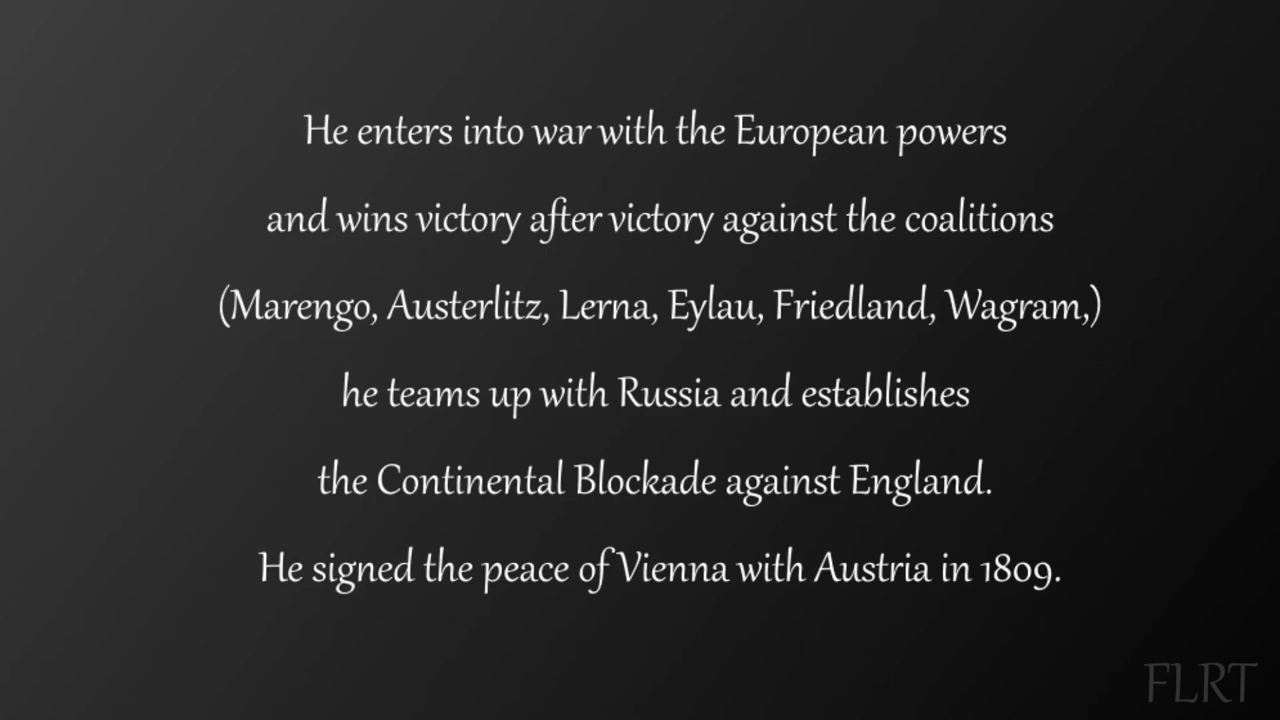 He enters into war with the European powers
and wins victory after victory against the coalitions
(Marengo, Austerlitz, Lerna, Eylau, Friedland, Wagram,)
he teams up with Russia and establishes
the Continental Blockade against England.
He signed the peace of Vienna with Austria in 1809.
FLRT